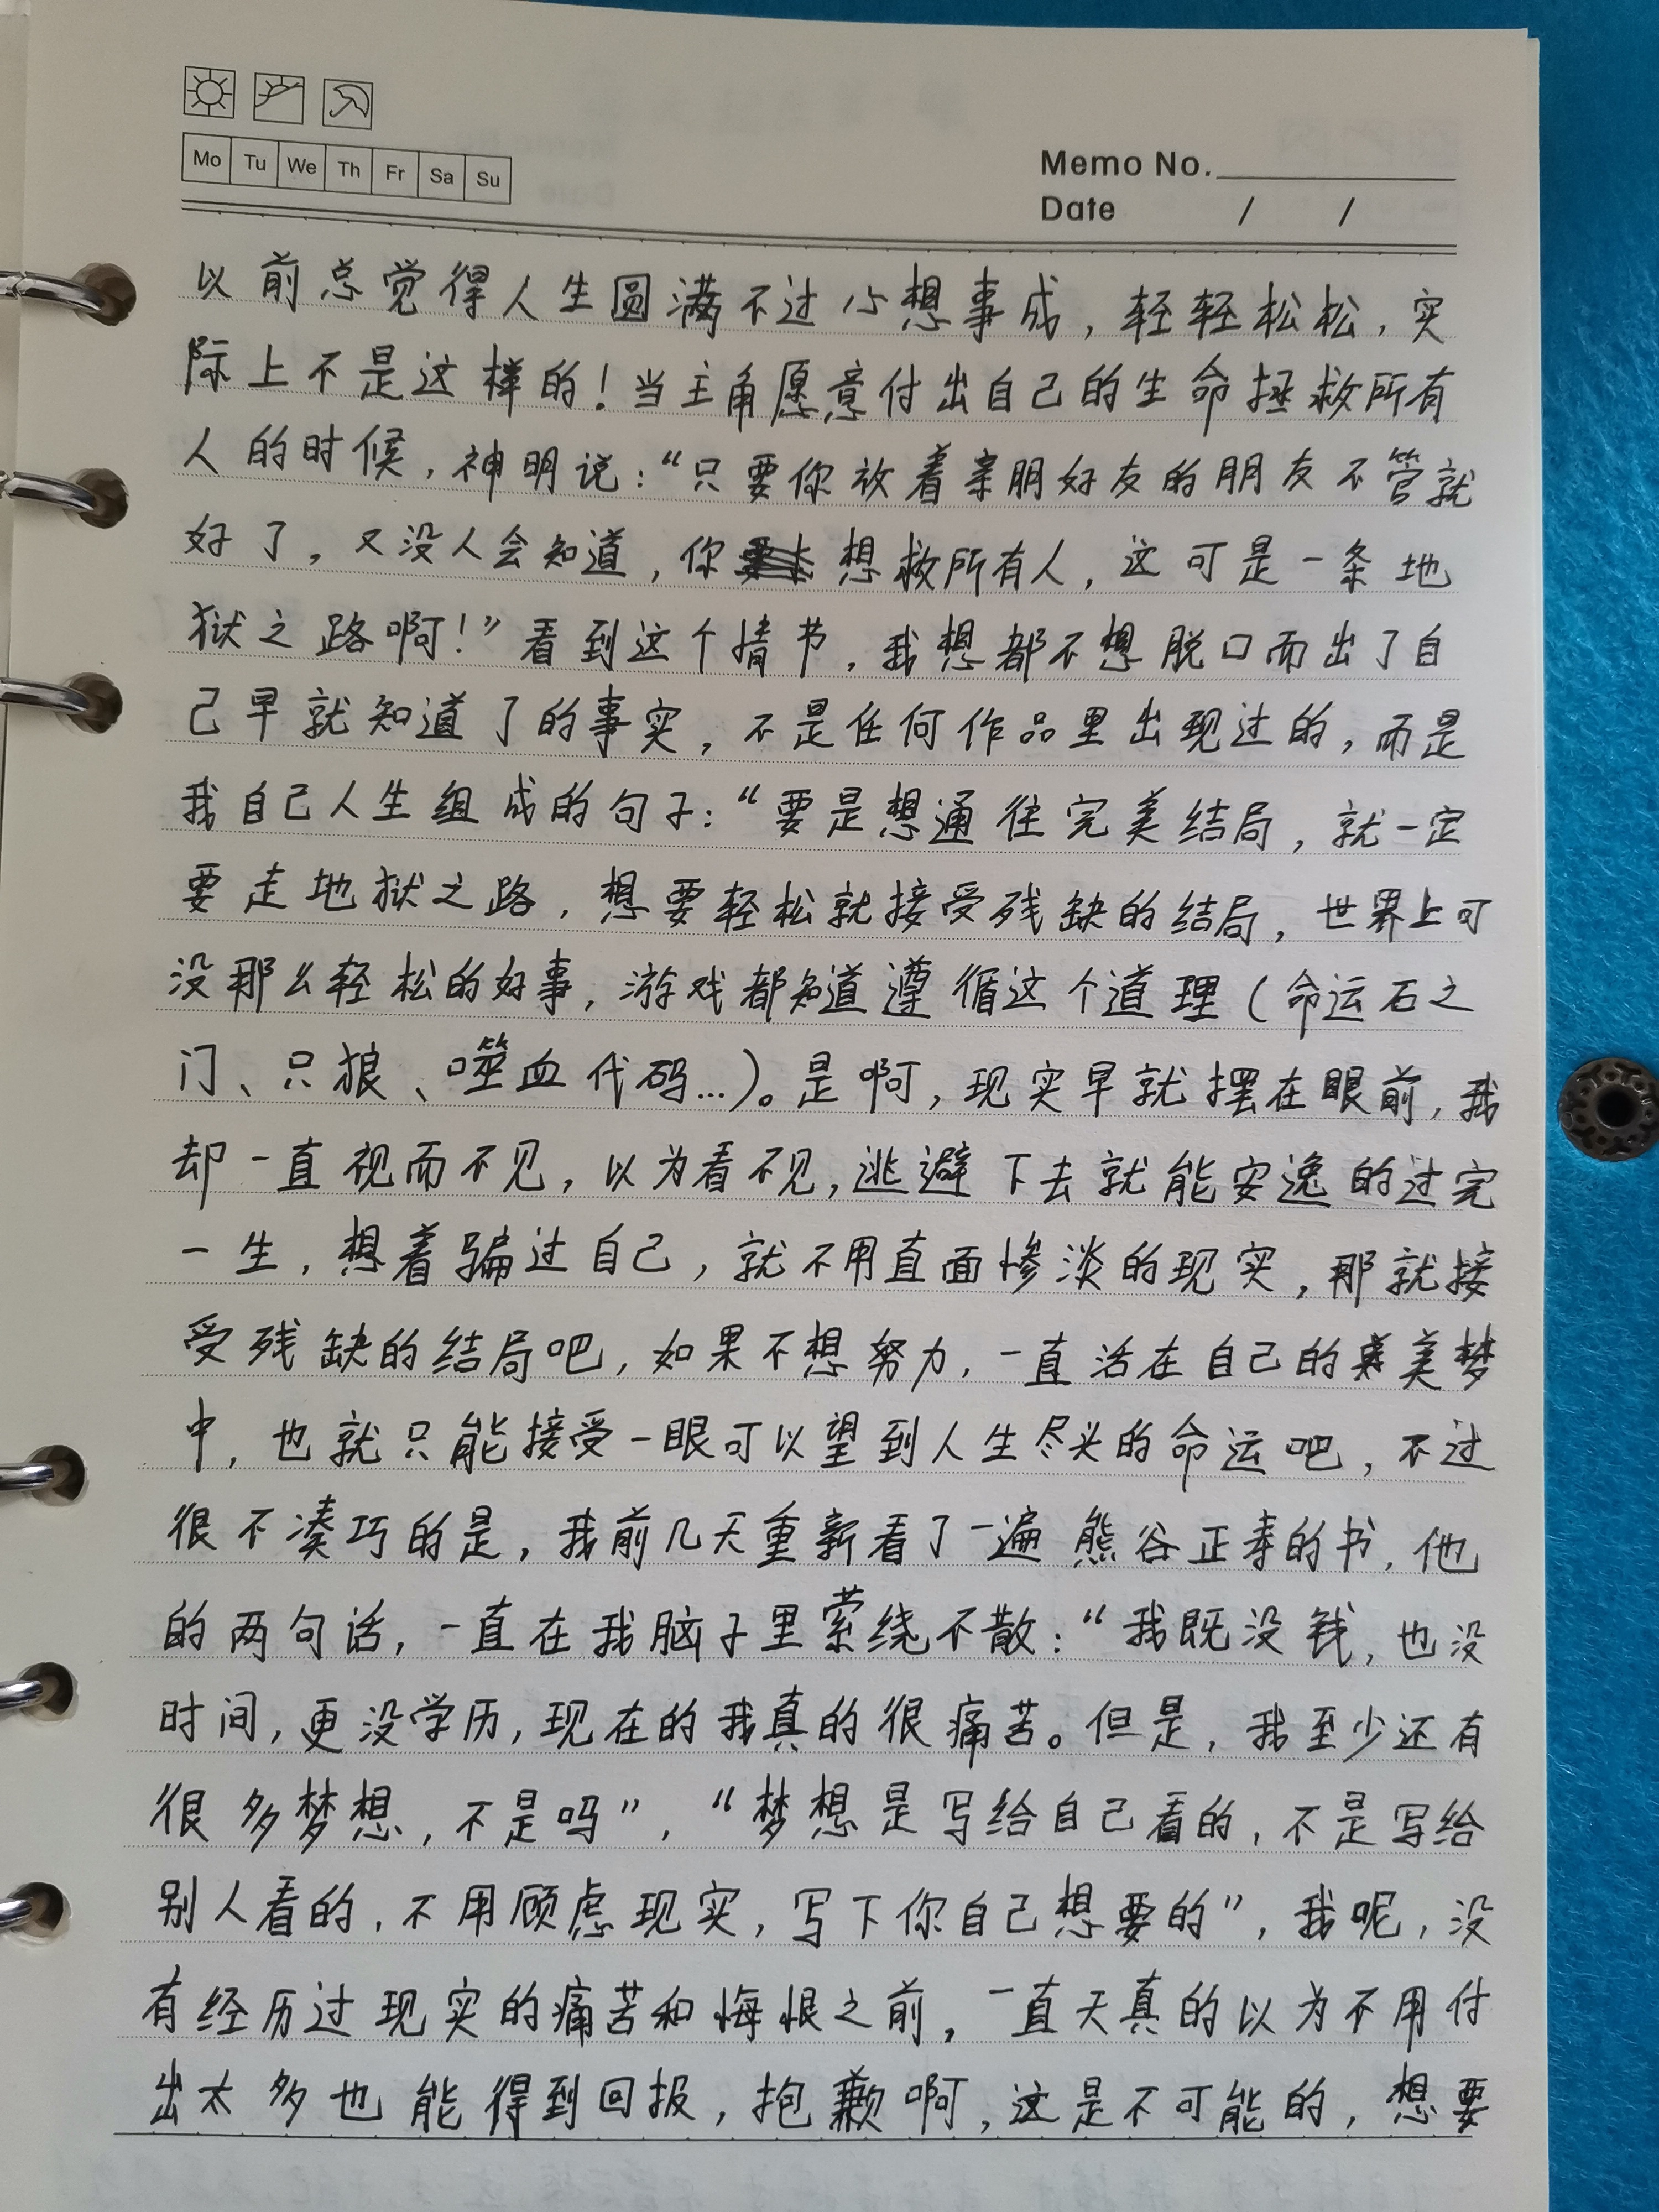 Mo Tu We Th Fr Sa Su
Memo No.
Date / /
以前总觉得人生圆满不过心想事成，轻轻松松，实
际上不是这样的！当主角愿意付出自己的生命拯救所有
人的时候，神明说：“只要你放着亲朋好友的朋友不管就
好了，又没人会知道，你想救所有人，这可是一条地
狱之路啊！”看到这个情节，我想都不想脱口而出了自
己早就知道了的事实，不是任何作品里出现过的，而是
我自己人生组成的句子：“要是想通往完美结局，就一定
要走地狱之路，想要轻松就接受残缺的结局，世界上可
没那么轻松的好事，游戏都知道遵循这个道理（命运石之
门、只狼、噬血代码…）。是啊，现实早就摆在眼前，我
却一直视而不见，以为看不见，逃避下去就能安逸的过完
一生，想着骗过自己，就不用直面惨淡的现实，那就接
受残缺的结局吧，如果不想努力，一直活在自己的美梦
中，也就只能接受一眼可以望到人生尽头的命运吧，不过
很不凑巧的是，我前几天重新看了一遍熊谷正寿的书，他
的两句话，一直在我脑子里萦绕不散：“我既没钱，也没
时间，更没学历，现在的我真的很痛苦。但是，我至少还有
很多梦想，不是吗”，“梦想是写给自己看的，不是写给
别人看的，不用顾虑现实，写下你自己想要的”，我呢，没
有经历过现实的痛苦和悔恨之前，一直天真的以为不用付
出太多也能得到回报，抱歉啊，这是不可能的，想要